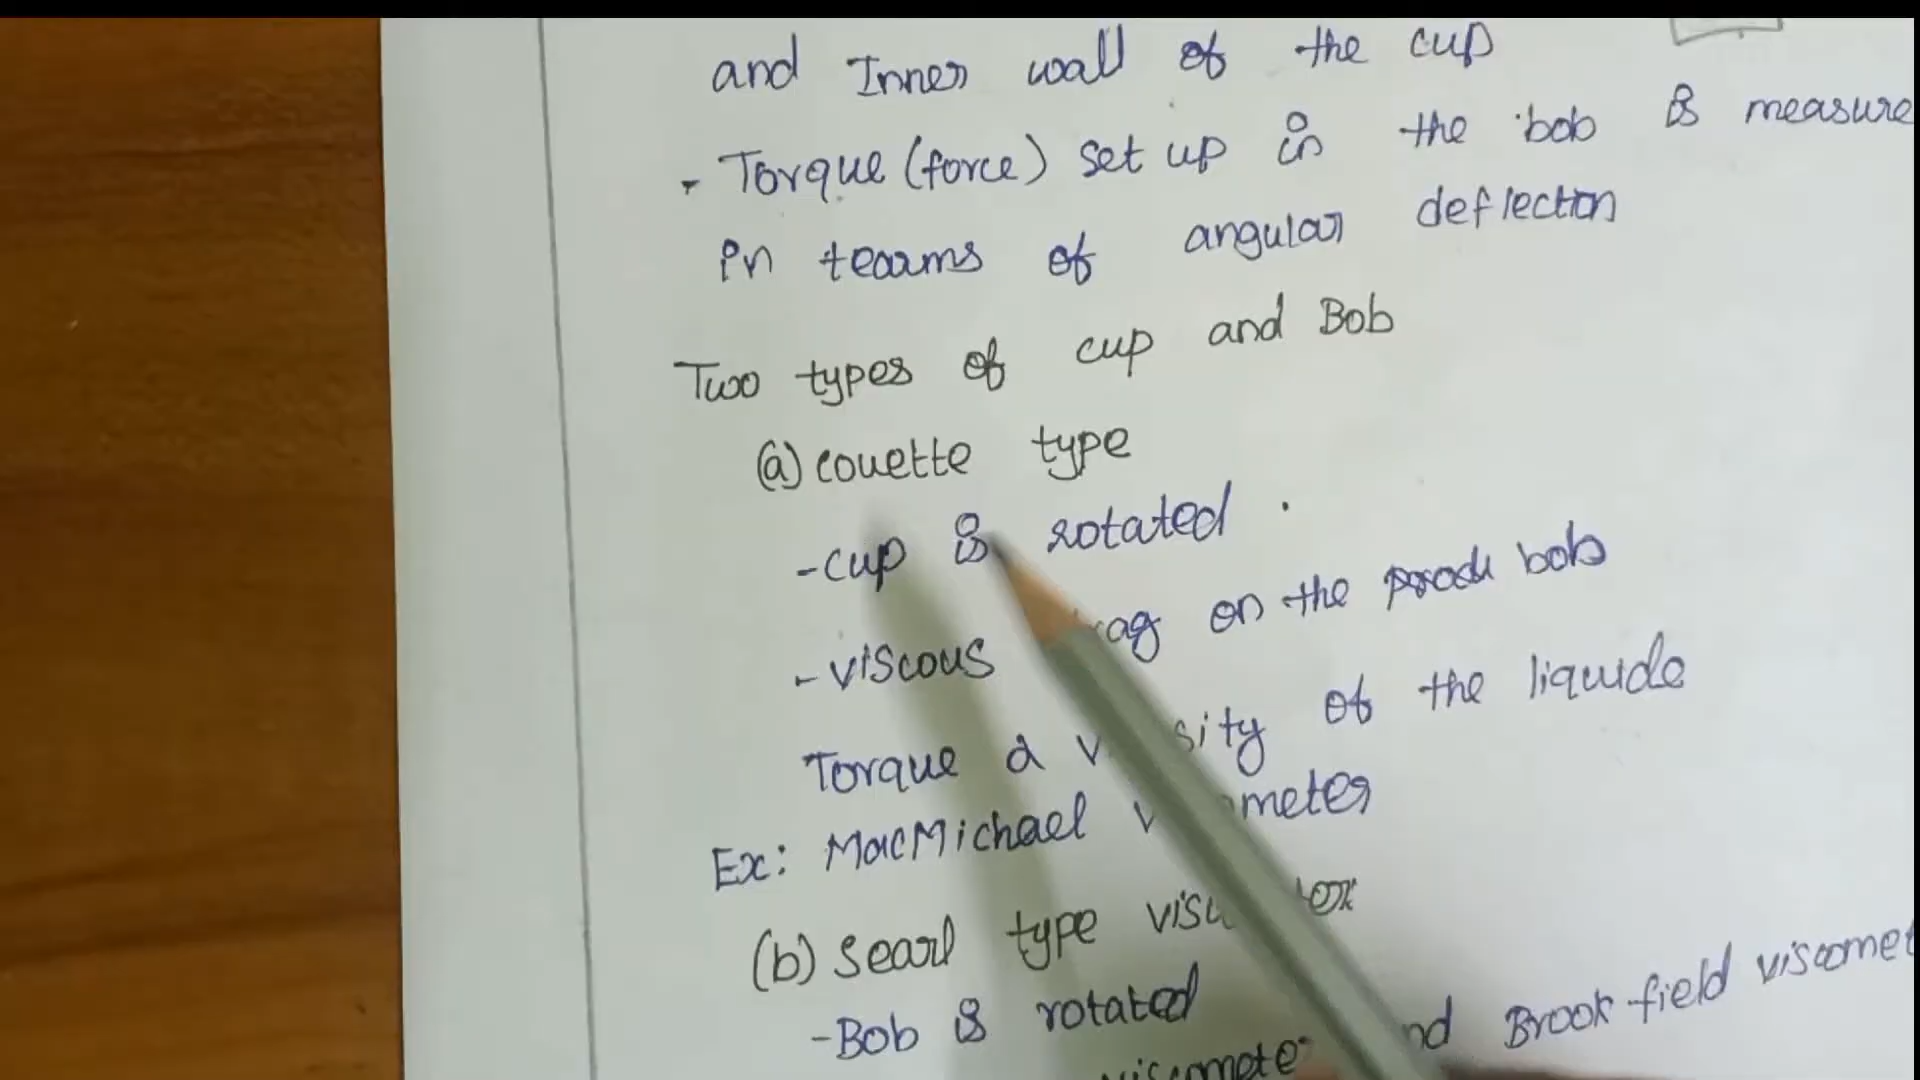 and Inner wall of the cup
- Torque (force) set up in the bob is measure
in teams of angular deflection
Two types of cup and Bob
(a) couette type
- cup is rotated
- viscous on the bob
Torque α of the liquide
Ex: MacMichael
(b) Searl type
- Bob is rotated
Brook-field